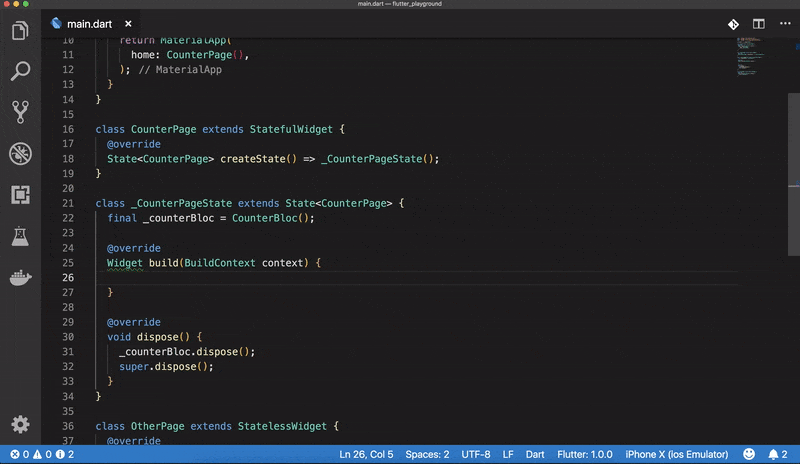 main.dart — flutter_playground
main.dart ×
10 return MaterialApp(
11 home: CounterPage(),
12 ); // MaterialApp
13 }
14 }
15
16 class CounterPage extends StatefulWidget {
17 @override
18 State<CounterPage> createState() => _CounterPageState();
19 }
20
21 class _CounterPageState extends State<CounterPage> {
22 final _counterBloc = CounterBloc();
23
24 @override
25 Widget build(BuildContext context) {
26
27 }
28
29 @override
30 void dispose() {
31 _counterBloc.dispose();
32 super.dispose();
33 }
34 }
35
36 class OtherPage extends StatelessWidget {
37 @override
0 0 2 Ln 26, Col 5 Spaces: 2 UTF-8 LF Dart Flutter: 1.0.0 iPhone X (ios Emulator) 2